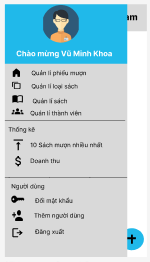 Chào mừng Vũ Minh Khoa
am
Quản lí phiếu mượn
Quản lí loại sách
Quản lí sách
Quản lí thành viên
Thống kê
10 Sách mượn nhiều nhất
Doanh thu
Người dùng
Đổi mật khẩu
Thêm người dùng
Đăng xuất